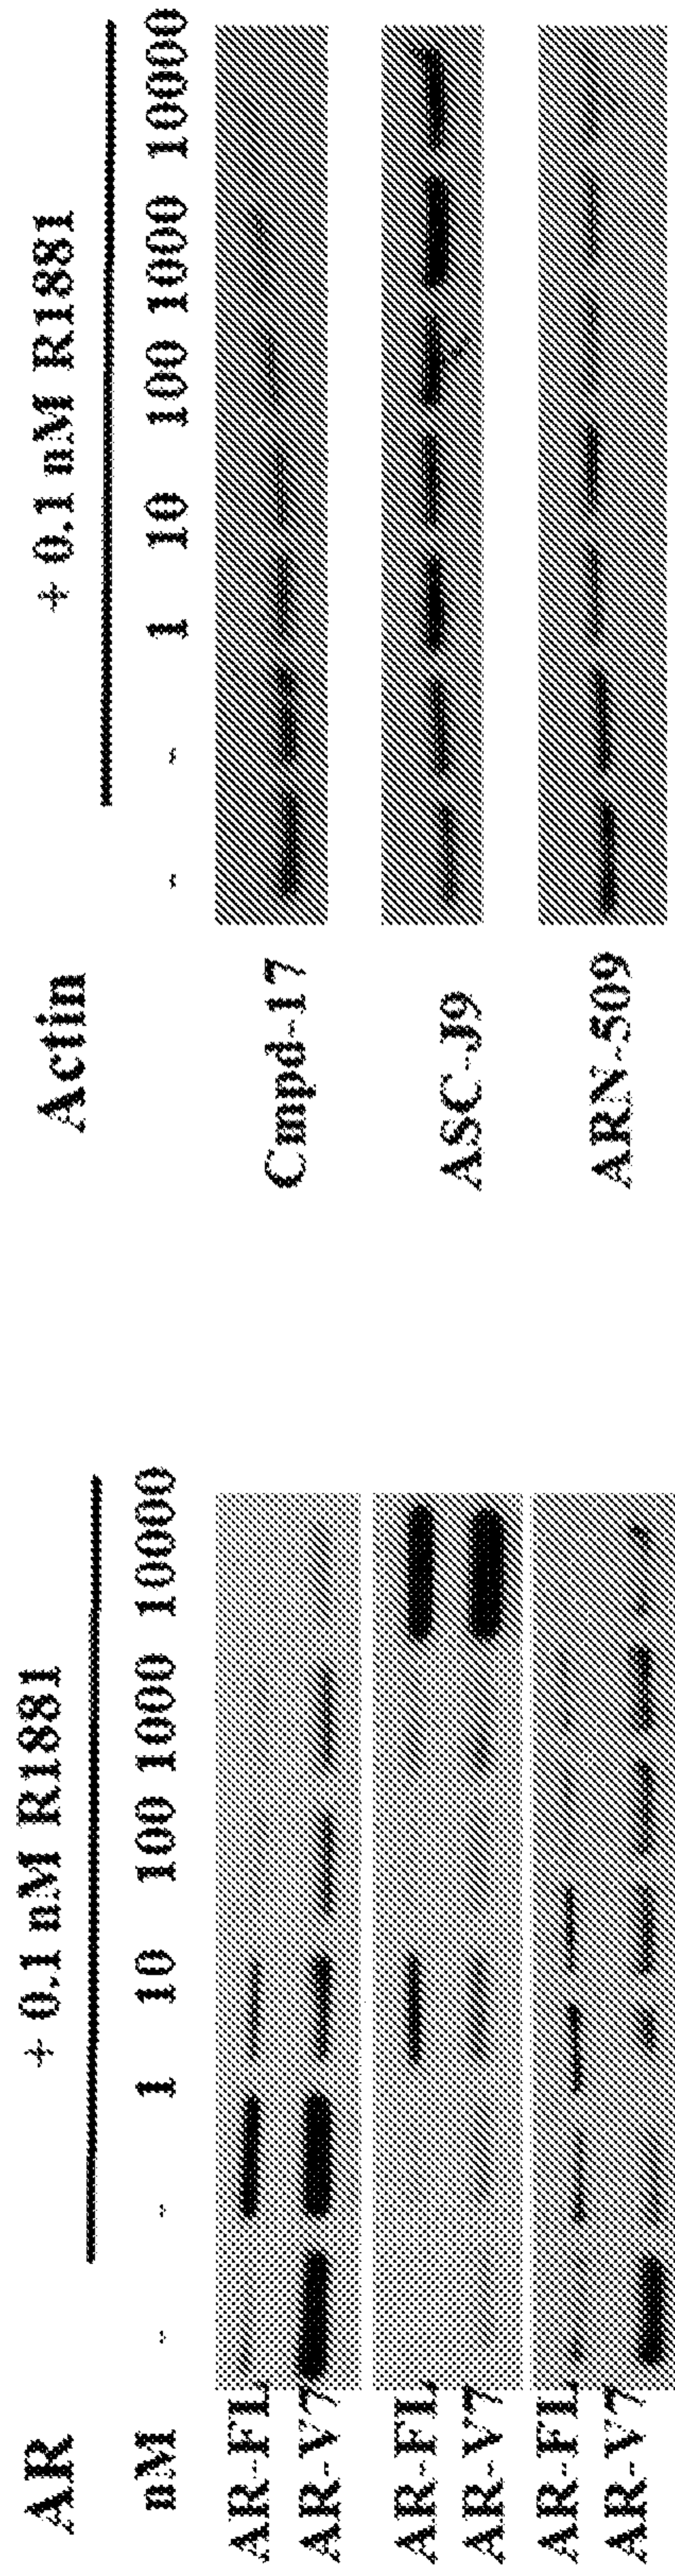 AR
+ 0.1 nM R1881
nM - - 1 10 100 1000 10000
AR-FL
AR-V7
AR-FL
AR-V7
AR-FL
AR-V7
Actin
+ 0.1 nM R1881
- - 1 10 100 1000 10000
Cmpd-17
ASC-J9
ARN-509